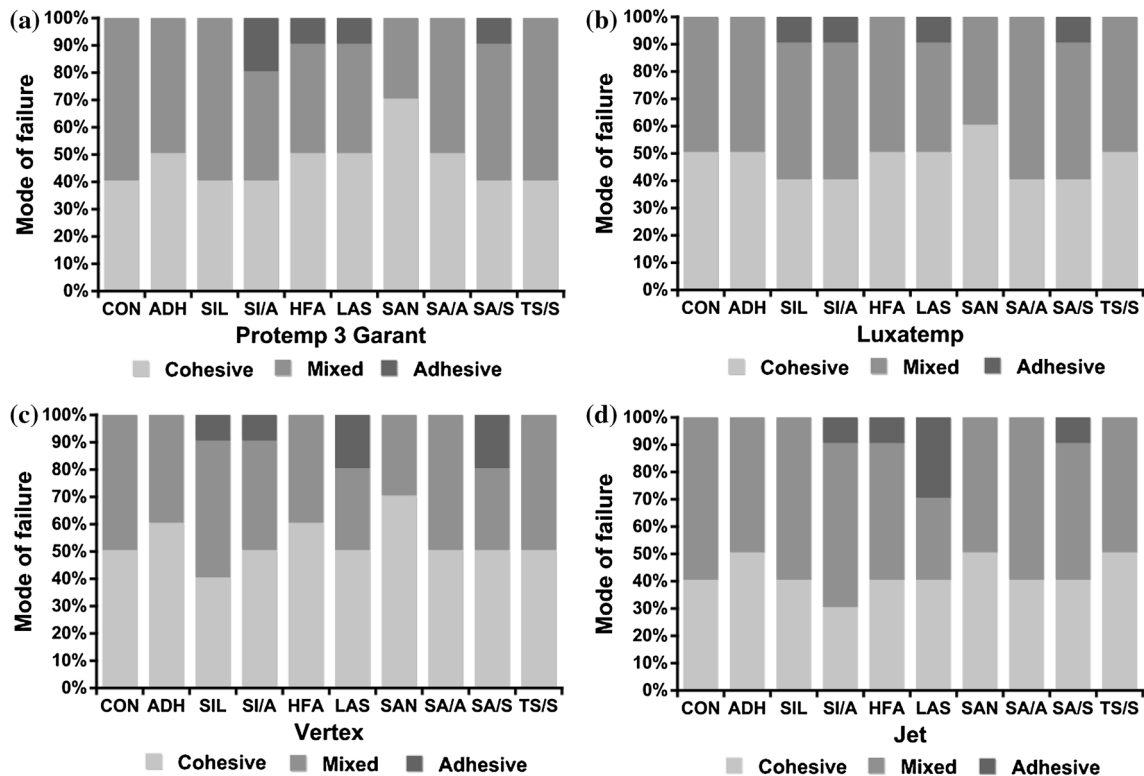 (a)
Mode of failure
100%
90%
80%
70%
60%
50%
40%
30%
20%
10%
0%
CON ADH SIL SI/A HFA LAS SAN SA/A SA/S TS/S
Protemp 3 Garant
Cohesive Mixed Adhesive
(b)
Mode of failure
100%
90%
80%
70%
60%
50%
40%
30%
20%
10%
0%
CON ADH SIL SI/A HFA LAS SAN SA/A SA/S TS/S
Luxatemp
Cohesive Mixed Adhesive
(c)
Mode of failure
100%
90%
80%
70%
60%
50%
40%
30%
20%
10%
0%
CON ADH SIL SI/A HFA LAS SAN SA/A SA/S TS/S
Vertex
Cohesive Mixed Adhesive
(d)
Mode of failure
100%
90%
80%
70%
60%
50%
40%
30%
20%
10%
0%
CON ADH SIL SI/A HFA LAS SAN SA/A SA/S TS/S
Jet
Cohesive Mixed Adhesive